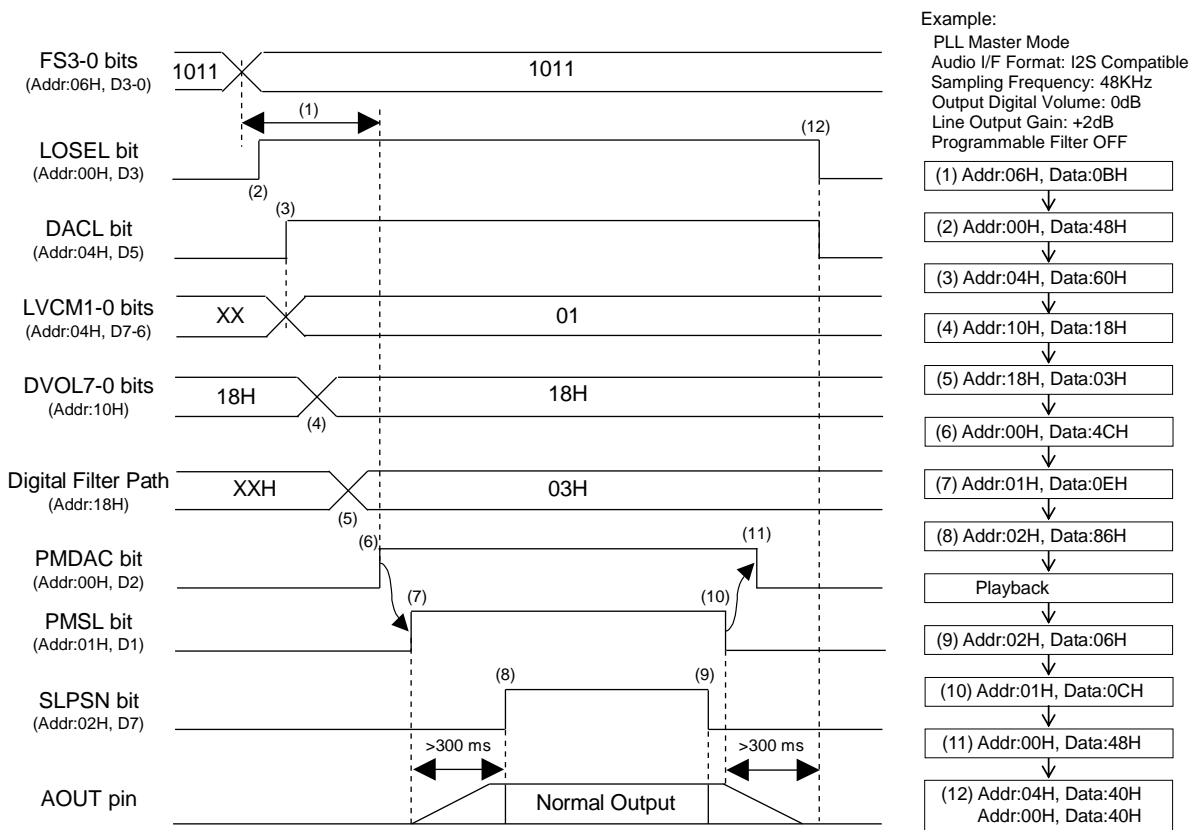 FS3-0 bits
(Addr:06H, D3-0)
1011
1011
(1)
LOSEL bit
(Addr:00H, D3)
(2)
(12)
DACL bit
(Addr:04H, D5)
(3)
LVCM1-0 bits
(Addr:04H, D7-6)
XX
01
DVOL7-0 bits
(Addr:10H)
18H
18H
(4)
Digital Filter Path
(Addr:18H)
XXH
03H
(5)
PMDAC bit
(Addr:00H, D2)
(6)
(11)
PMSL bit
(Addr:01H, D1)
(7)
(10)
SLPSN bit
(Addr:02H, D7)
(8)
(9)
>300 ms
>300 ms
AOUT pin
Normal Output
Example:
PLL Master Mode
Audio I/F Format: I2S Compatible
Sampling Frequency: 48KHz
Output Digital Volume: 0dB
Line Output Gain: +2dB
Programmable Filter OFF
(1) Addr:06H, Data:0BH
(2) Addr:00H, Data:48H
(3) Addr:04H, Data:60H
(4) Addr:10H, Data:18H
(5) Addr:18H, Data:03H
(6) Addr:00H, Data:4CH
(7) Addr:01H, Data:0EH
(8) Addr:02H, Data:86H
Playback
(9) Addr:02H, Data:06H
(10) Addr:01H, Data:0CH
(11) Addr:00H, Data:48H
(12) Addr:04H, Data:40H
Addr:00H, Data:40H